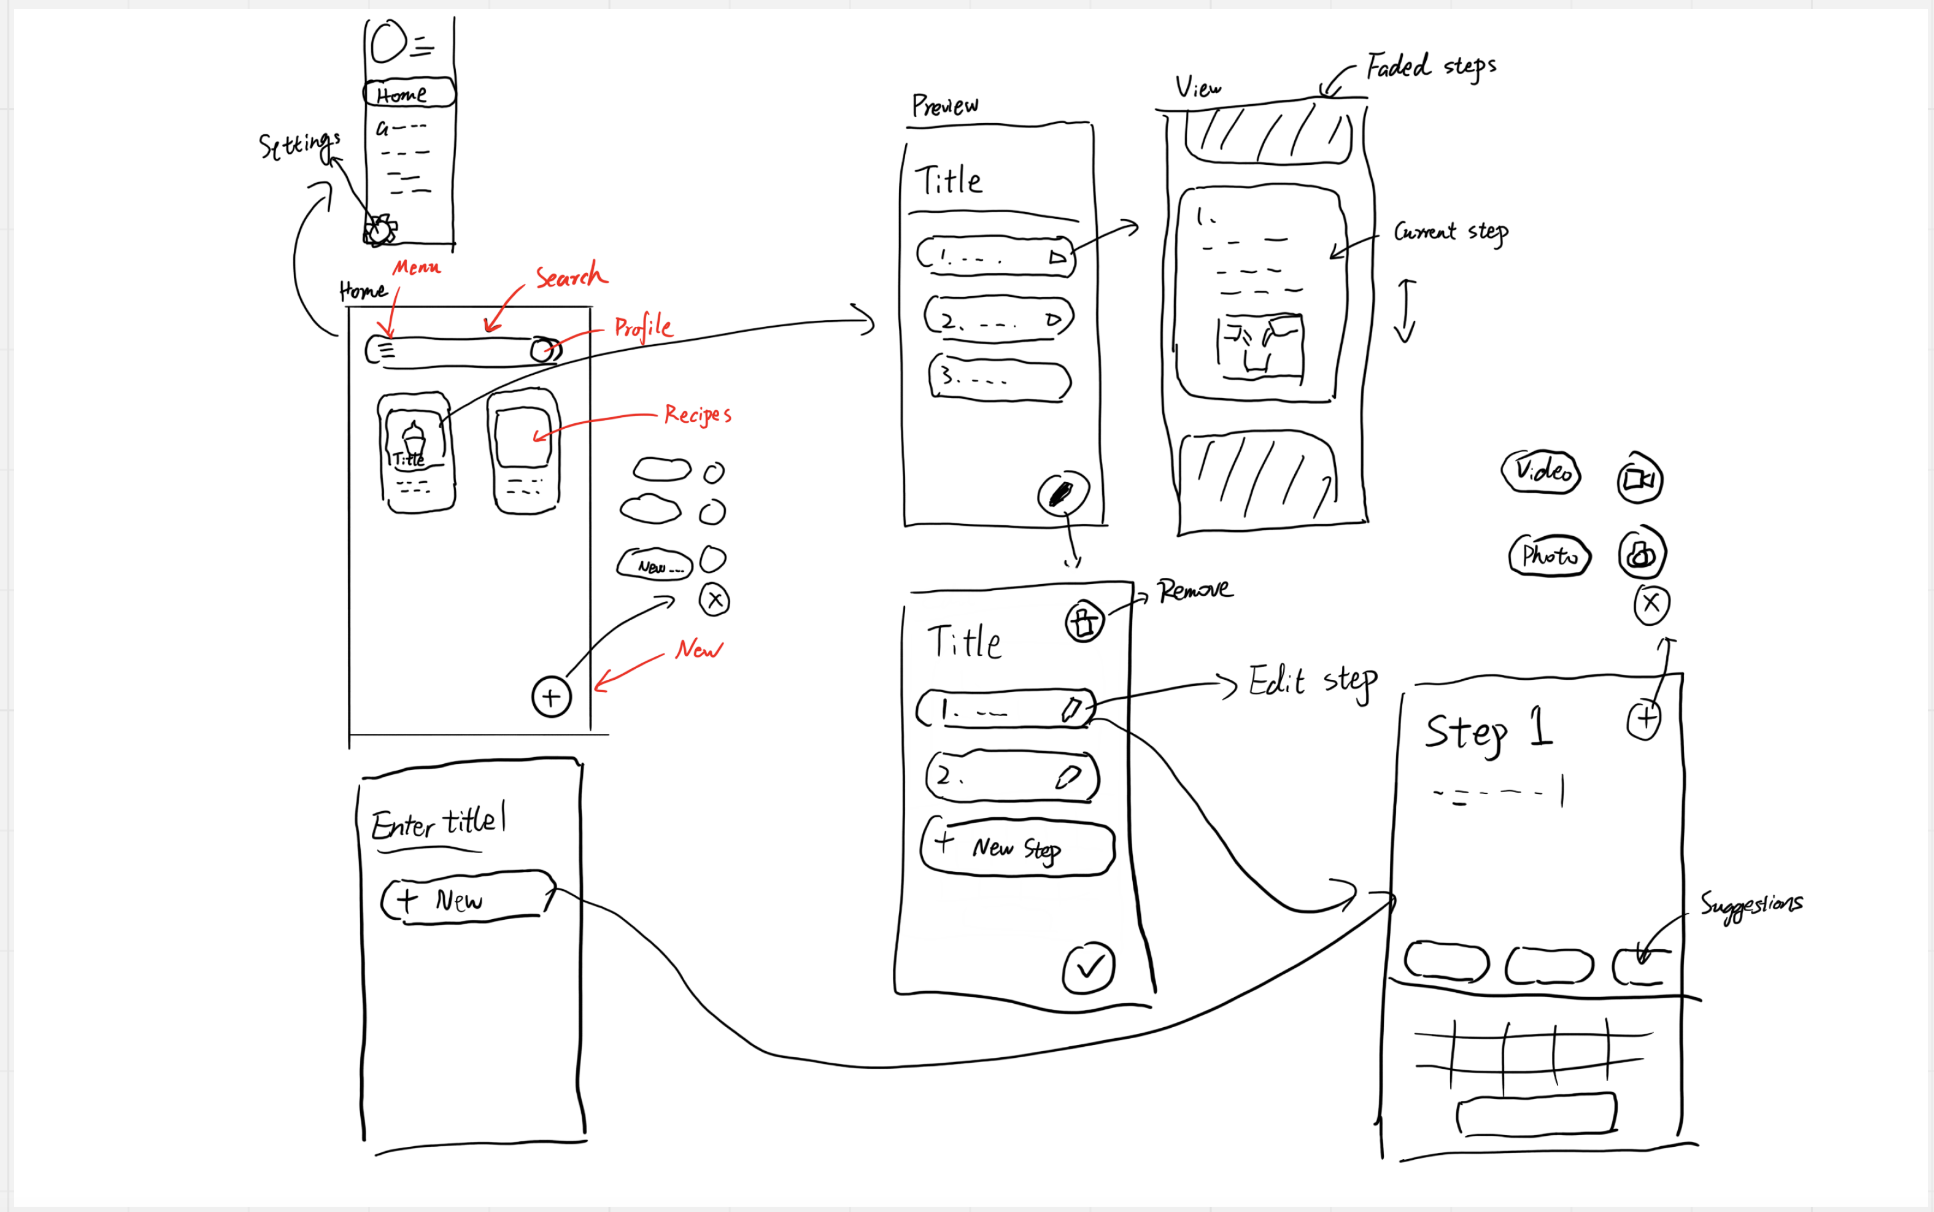 Home
a
Settings
Menu
Search
Home
Profile
Recipes
Title
New ...
New
Enter title
+ New
Preview
Title
1. - - - .
2. - - - .
3. - - - -
View
Faded steps
1.
Current step
Remove
Title
1. - -
2.
+ New Step
Edit step
Video
Photo
Step 1
Suggestions